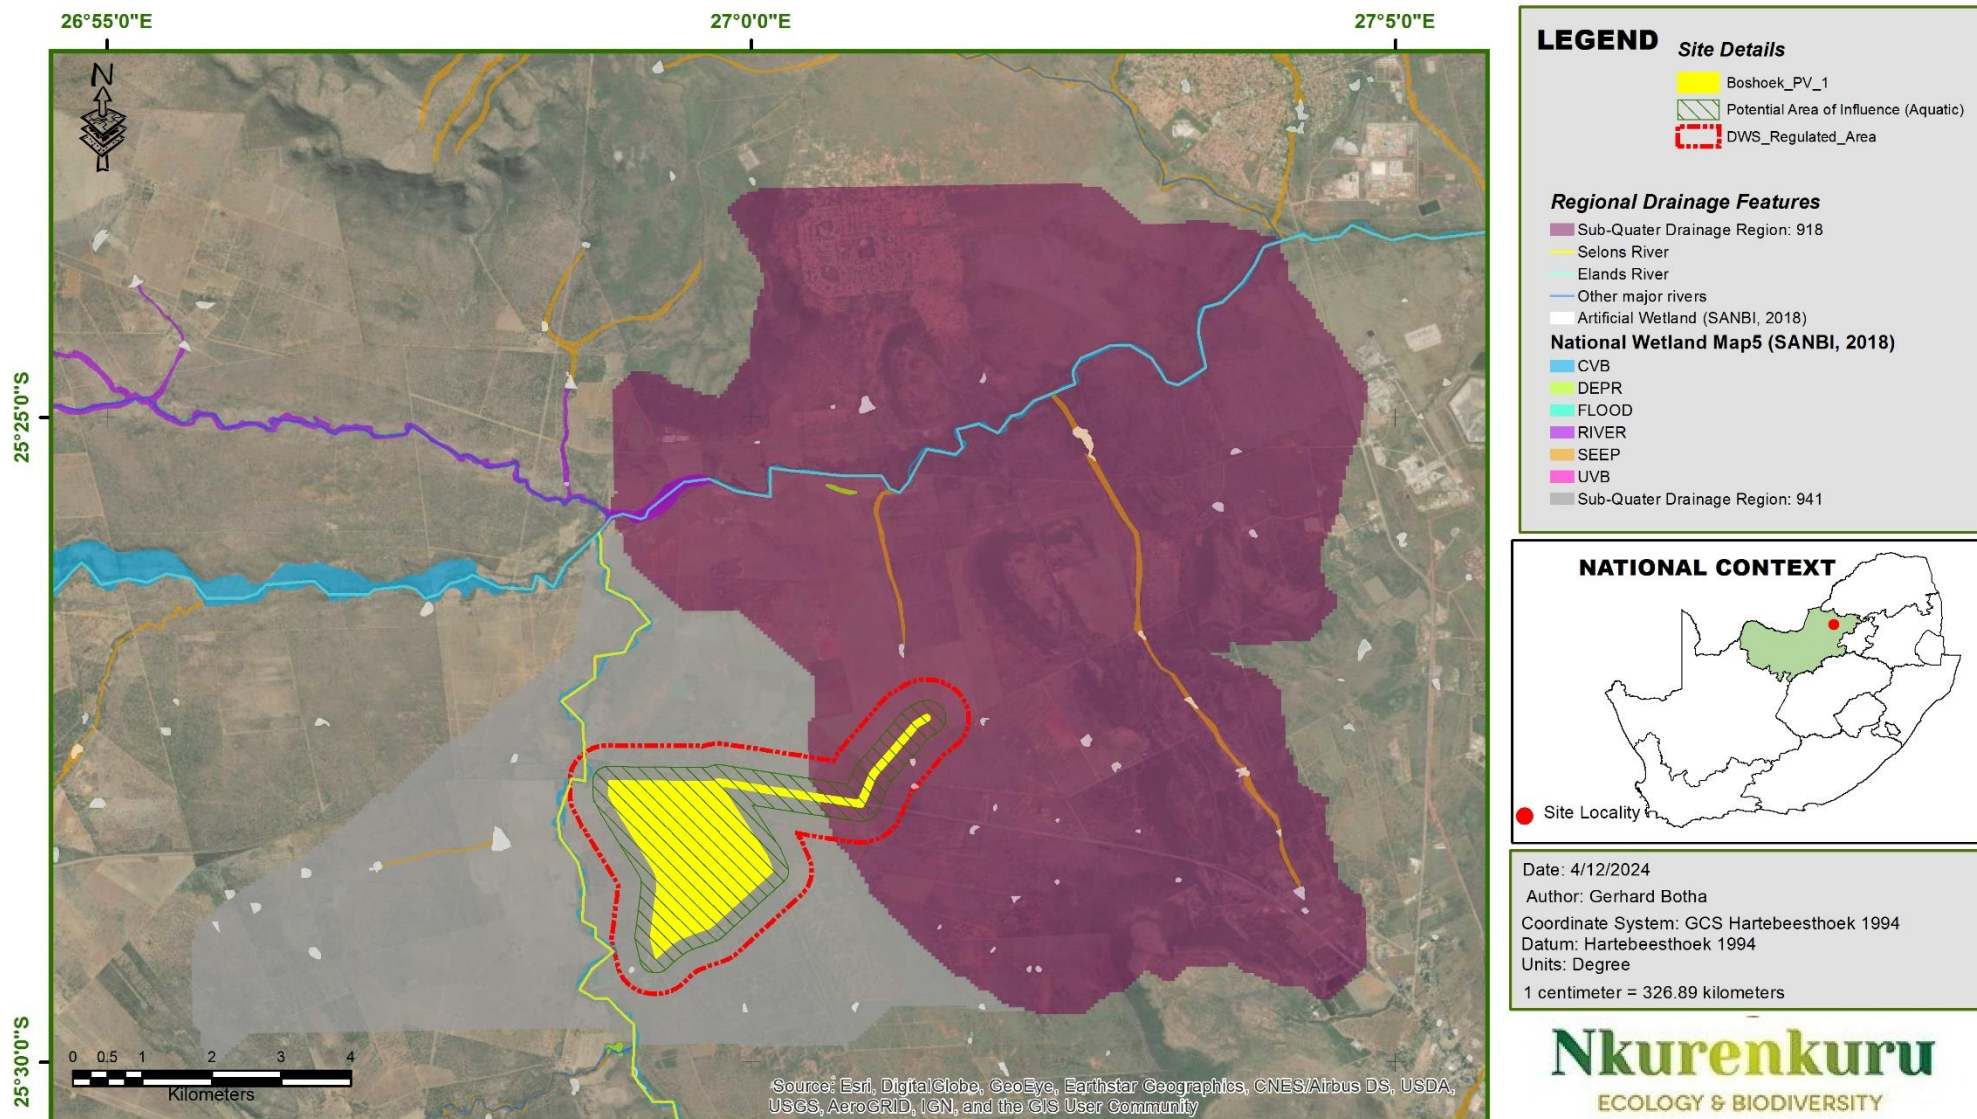 26°55'0"E
27°0'0"E
27°5'0"E
N
25°25'0"S
25°30'0"S
0 0.5 1 2 3 4
Kilometers
Source: Esri, DigitalGlobe, GeoEye, Earthstar Geographics, CNES/Airbus DS, USDA,
USGS, AeroGRID, IGN, and the GIS User Community
LEGEND
Site Details
Boshoek_PV_1
Potential Area of Influence (Aquatic)
DWS_Regulated_Area
Regional Drainage Features
Sub-Quater Drainage Region: 918
Selons River
Elands River
Other major rivers
Artificial Wetland (SANBI, 2018)
National Wetland Map5 (SANBI, 2018)
CVB
DEPR
FLOOD
RIVER
SEEP
UVB
Sub-Quater Drainage Region: 941
NATIONAL CONTEXT
Site Locality
Date: 4/12/2024
Author: Gerhard Botha
Coordinate System: GCS Hartebeesthoek 1994
Datum: Hartebeesthoek 1994
Units: Degree
1 centimeter = 326.89 kilometers
Nkurenkuru
ECOLOGY & BIODIVERSITY